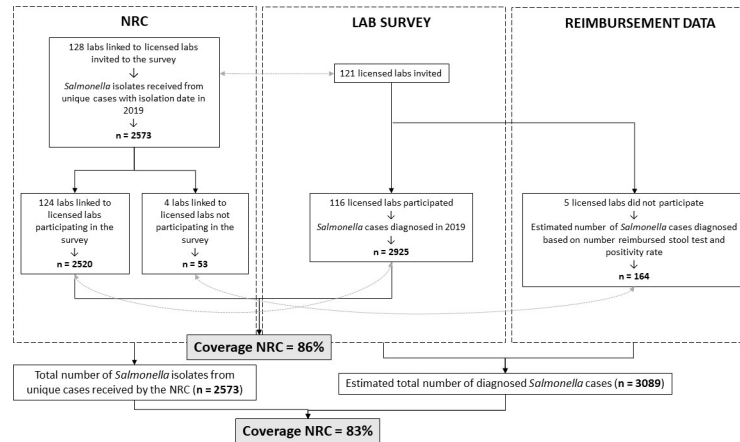 NRC
128 labs linked to licensed labs
invited to the survey
↓
Salmonella isolates received from
unique cases with isolation date in
2019
↓
n = 2573
124 labs linked to
licensed labs
participating in the
survey
↓
n = 2520
4 labs linked to
licensed labs not
participating in the
survey
↓
n = 53
LAB SURVEY
121 licensed labs invited
116 licensed labs participated
↓
Salmonella cases diagnosed in 2019
↓
n = 2925
REIMBURSEMENT DATA
5 licensed labs did not participate
↓
Estimated number of Salmonella cases diagnosed
based on number reimbursed stool test and
positivity rate
↓
n = 164
Coverage NRC = 86%
Total number of Salmonella isolates from
unique cases received by the NRC (n = 2573)
Estimated total number of diagnosed Salmonella cases (n = 3089)
Coverage NRC = 83%